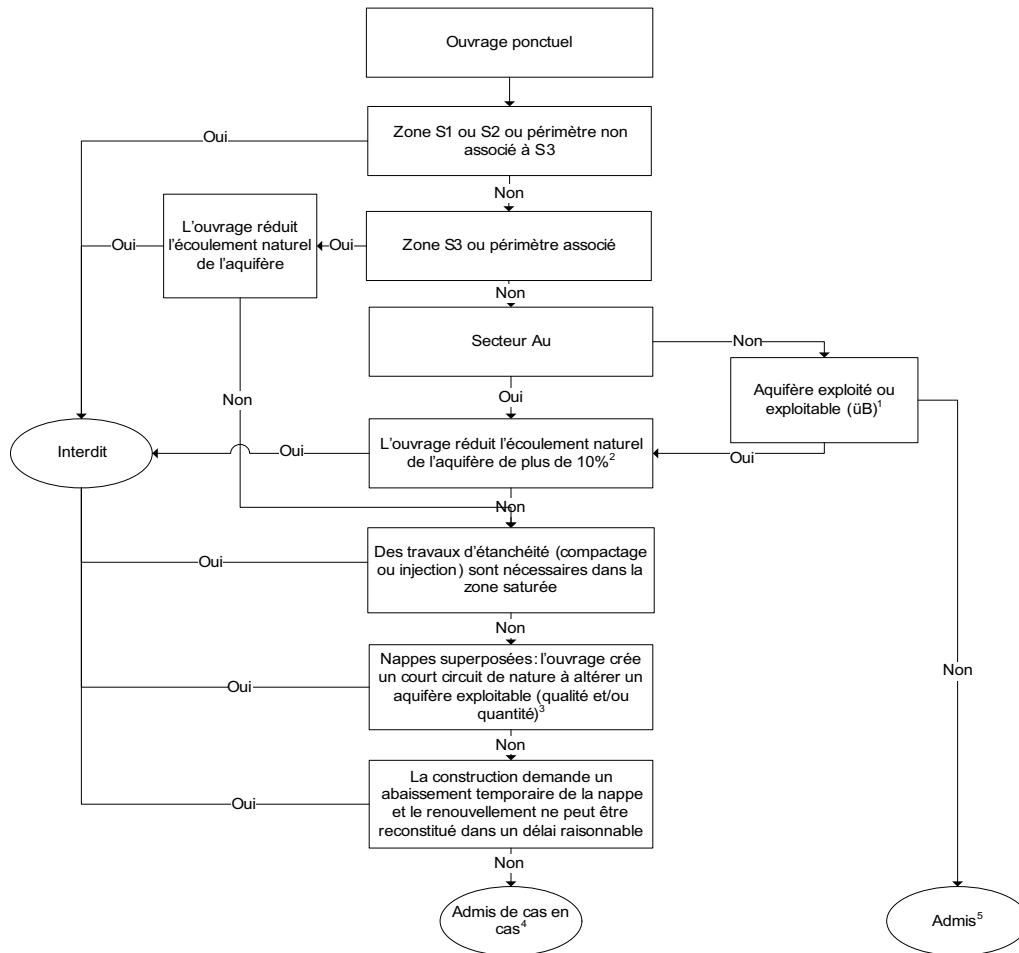 Ouvrage ponctuel
Oui
Zone S1 ou S2 ou périmètre non
associé à S3
Non
L'ouvrage réduit
l'écoulement naturel
de l'aquifère
Oui
Oui
Zone S3 ou périmètre associé
Non
Secteur Au
Non
Oui
Non
Aquifère exploité ou
exploitable (üB)1
Interdit
Oui
L'ouvrage réduit l'écoulement naturel
de l'aquifère de plus de 10%2
Oui
Non
Oui
Des travaux d'étanchéité (compactage
ou injection) sont nécessaires dans la
zone saturée
Non
Oui
Nappes superposées: l'ouvrage crée
un court circuit de nature à altérer un
aquifère exploitable (qualité et/ou
quantité)3
Non
Non
Oui
La construction demande un
abaissement temporaire de la nappe
et le renouvellement ne peut être
reconstitué dans un délai raisonnable
Non
Admis de cas en
cas4
Admis5